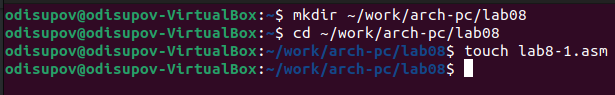 odisupov@odisupov-VirtualBox:~$ mkdir ~/work/arch-pc/lab08
odisupov@odisupov-VirtualBox:~$ cd ~/work/arch-pc/lab08
odisupov@odisupov-VirtualBox:~/work/arch-pc/lab08$ touch lab8-1.asm
odisupov@odisupov-VirtualBox:~/work/arch-pc/lab08$